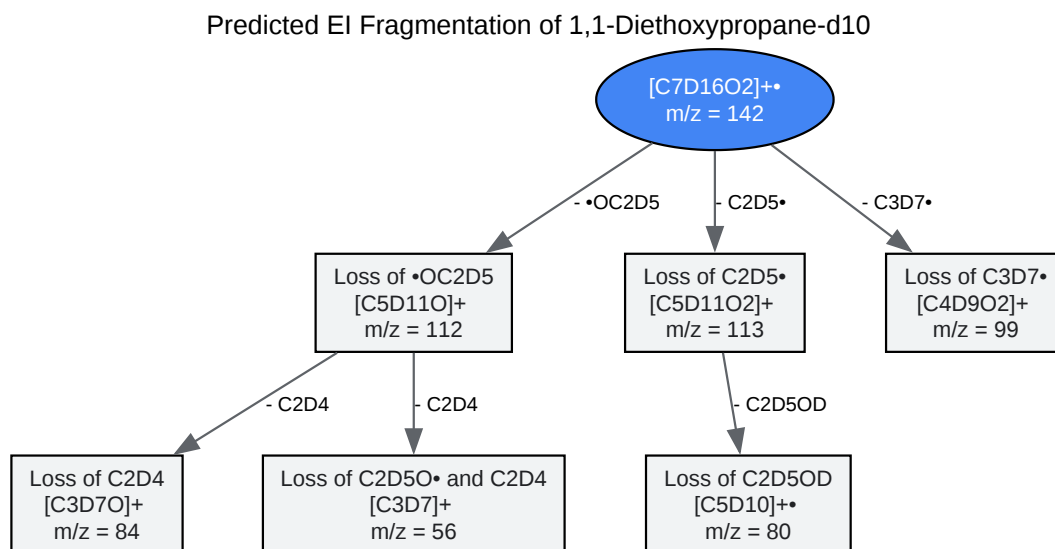 Predicted EI Fragmentation of 1,1-Diethoxypropane-d10
[C7D16O2]+•
m/z = 142
- •OC2D5
- C2D5•
- C3D7•
Loss of •OC2D5
[C5D11O]+
m/z = 112
Loss of C2D5•
[C5D11O2]+
m/z = 113
Loss of C3D7•
[C4D9O2]+
m/z = 99
- C2D4
- C2D4
- C2D5OD
Loss of C2D4
[C3D7O]+
m/z = 84
Loss of C2D5O• and C2D4
[C3D7]+
m/z = 56
Loss of C2D5OD
[C5D10]+•
m/z = 80